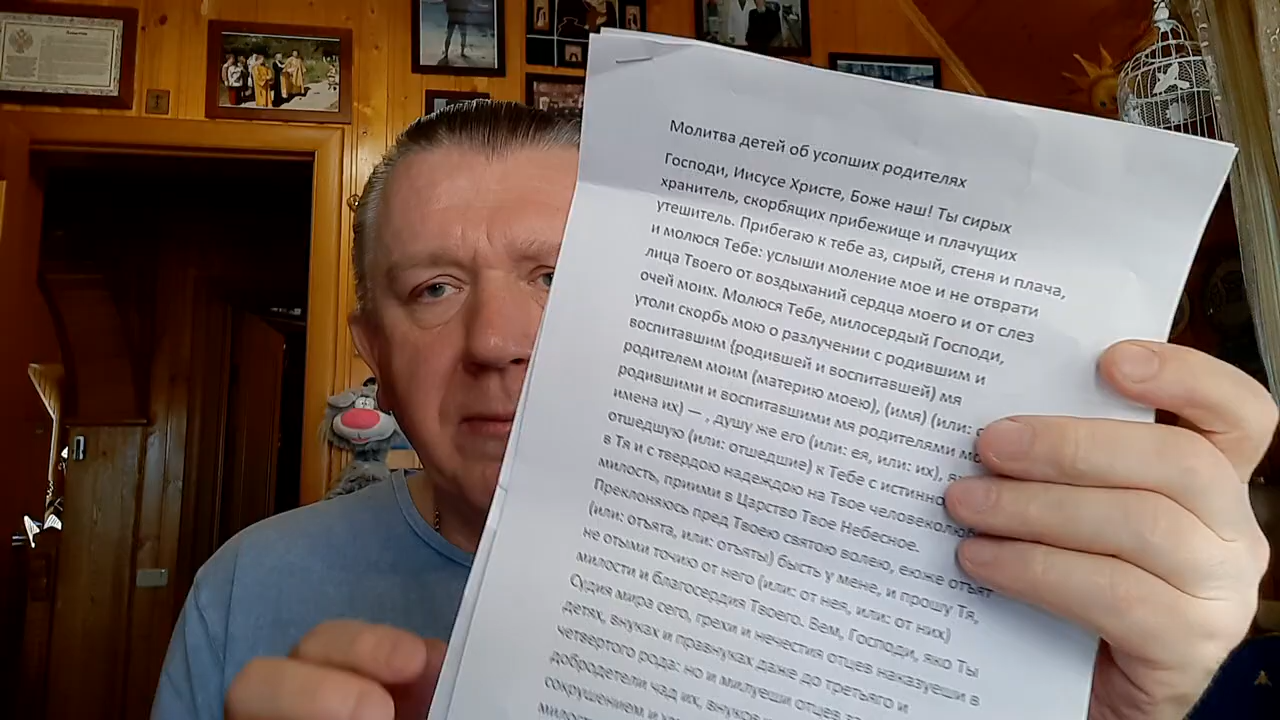 Молитва детей об усопших родителях
Господи, Иисусе Христе, Боже наш! Ты сирых
хранитель, скорбящих прибежище и плачущих
утешитель. Прибегаю к тебе аз, сирый, стеня и плача,
и молюся Тебе: услыши моление мое и не отврати
лица Твоего от воздыханий сердца моего и от слез
очей моих. Молюся Тебе, милосердый Господи,
утоли скорбь мою о разлучении с родившим и
воспитавшим {родившей и воспитавшей) мя
родителем моим (материю моею), (имя) (или: с
родившими и воспитавшими мя родителями мо
имена их) — , душу же его (или: ея, или: их), я
отшедшую (или: отшедшие) к Тебе с истинно
в Тя и с твердою надеждою на Твое человеколюб
милость, приими в Царство Твое Небесное.
Преклоняюсь пред Твоею святою волею, еюже отъят
(или: отъята, или: отъяты) бысть у мене, и прошу Тя,
не отыми точию от него (или: от нея, или: от них)
милости и благосердия Твоего. Вем, Господи, яко Ты
Судия мира сего, грехи и нечестия отцев наказуеши в
детях, внуках и правнуках даже до третьяго и
четвертого рода: но и милуеши отцев за
добродетели чад их, внуков
сокрушением и